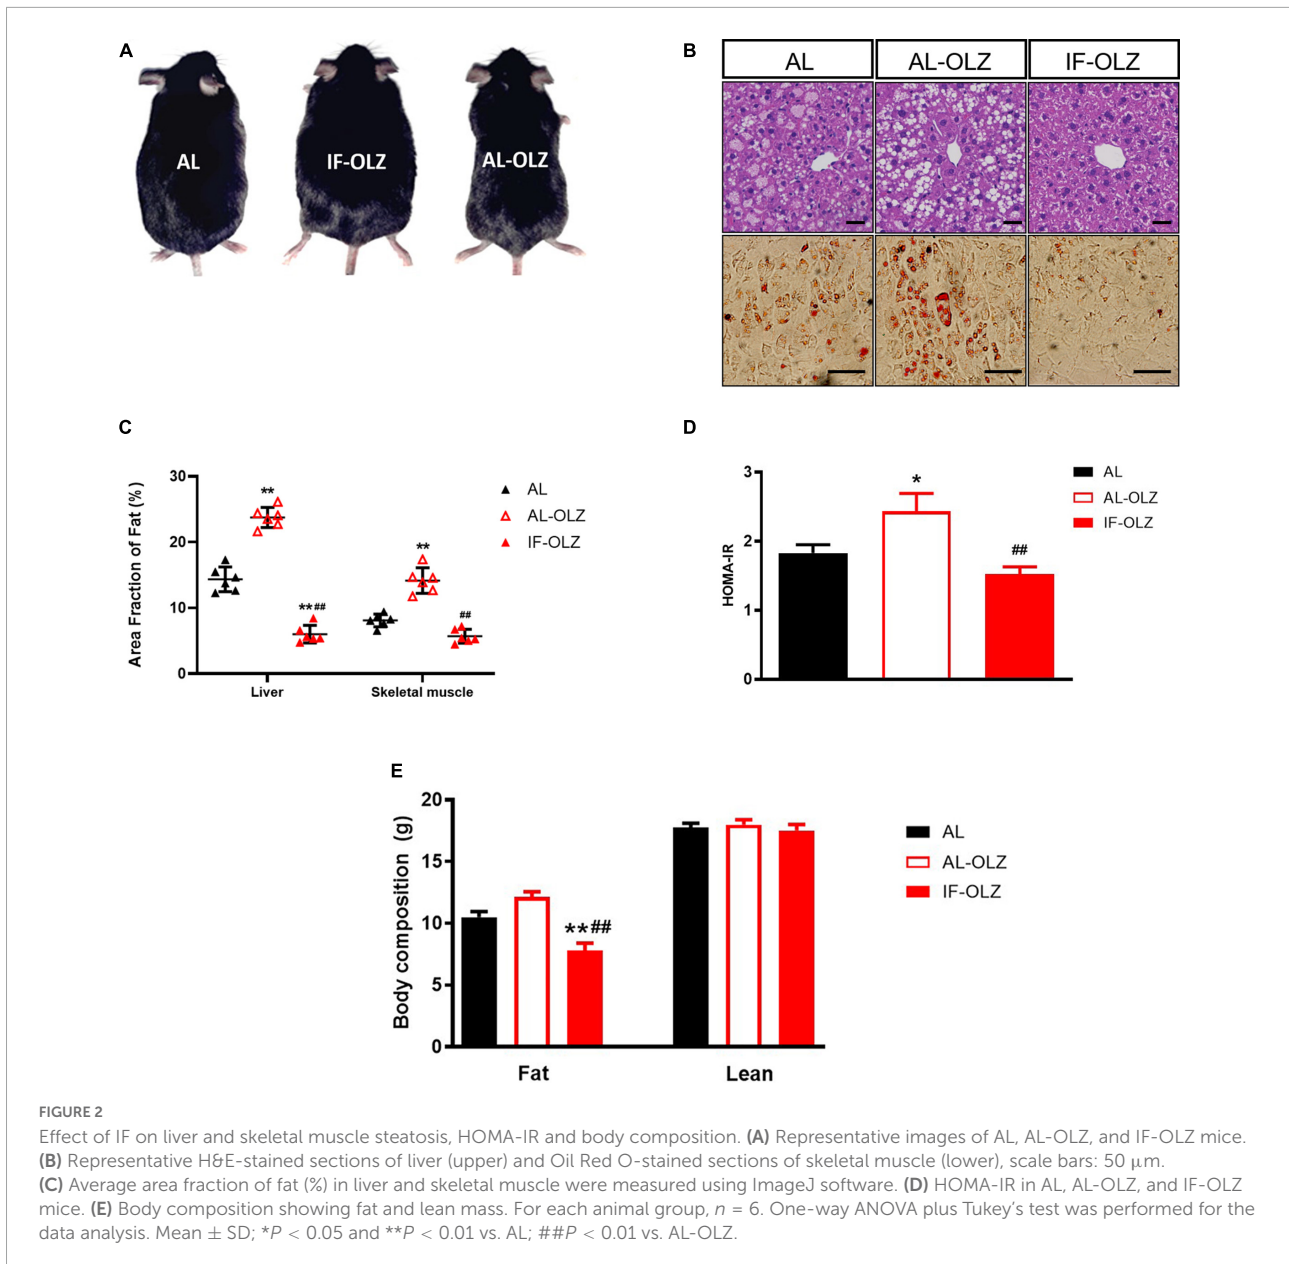 A
AL
IF-OLZ
AL-OLZ
B
AL
AL-OLZ
IF-OLZ
C
Area Fraction of Fat (%)
30
20
10
0
**
**##
**
##
Liver
Skeletal muscle
AL
AL-OLZ
IF-OLZ
D
HOMA-IR
3
2
1
0
*
##
AL
AL-OLZ
IF-OLZ
E
Body composition (g)
20
15
10
5
0
**##
Fat
Lean
AL
AL-OLZ
IF-OLZ
FIGURE 2
Effect of IF on liver and skeletal muscle steatosis, HOMA-IR and body composition. (A) Representative images of AL, AL-OLZ, and IF-OLZ mice.
(B) Representative H&E-stained sections of liver (upper) and Oil Red O-stained sections of skeletal muscle (lower), scale bars: 50 μm.
(C) Average area fraction of fat (%) in liver and skeletal muscle were measured using ImageJ software. (D) HOMA-IR in AL, AL-OLZ, and IF-OLZ
mice. (E) Body composition showing fat and lean mass. For each animal group, n = 6. One-way ANOVA plus Tukey's test was performed for the
data analysis. Mean ± SD; *P < 0.05 and **P < 0.01 vs. AL; ##P < 0.01 vs. AL-OLZ.